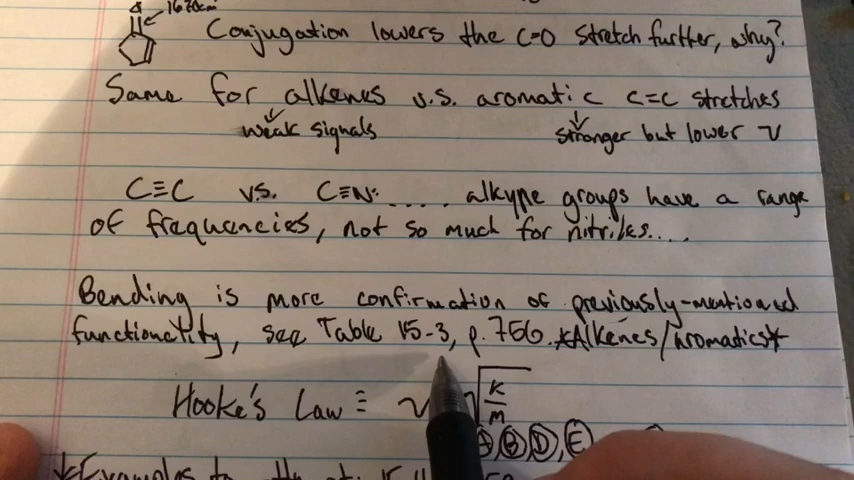 1670cm
Conjugation lowers the C=O stretch further, why?
Same for alkenes v.s. aromatic C=C stretches
weak signals stronger but lower ν
C≡C vs. C≡N: .... alkyne groups have a range
of frequencies, not so much for nitriles....
Bending is more confirmation of previously-mentioned
functionality, see Table 15-3, p.756. *Alkenes/aromatics*
Hooke's Law ≡ ν √K/m
B, D, E